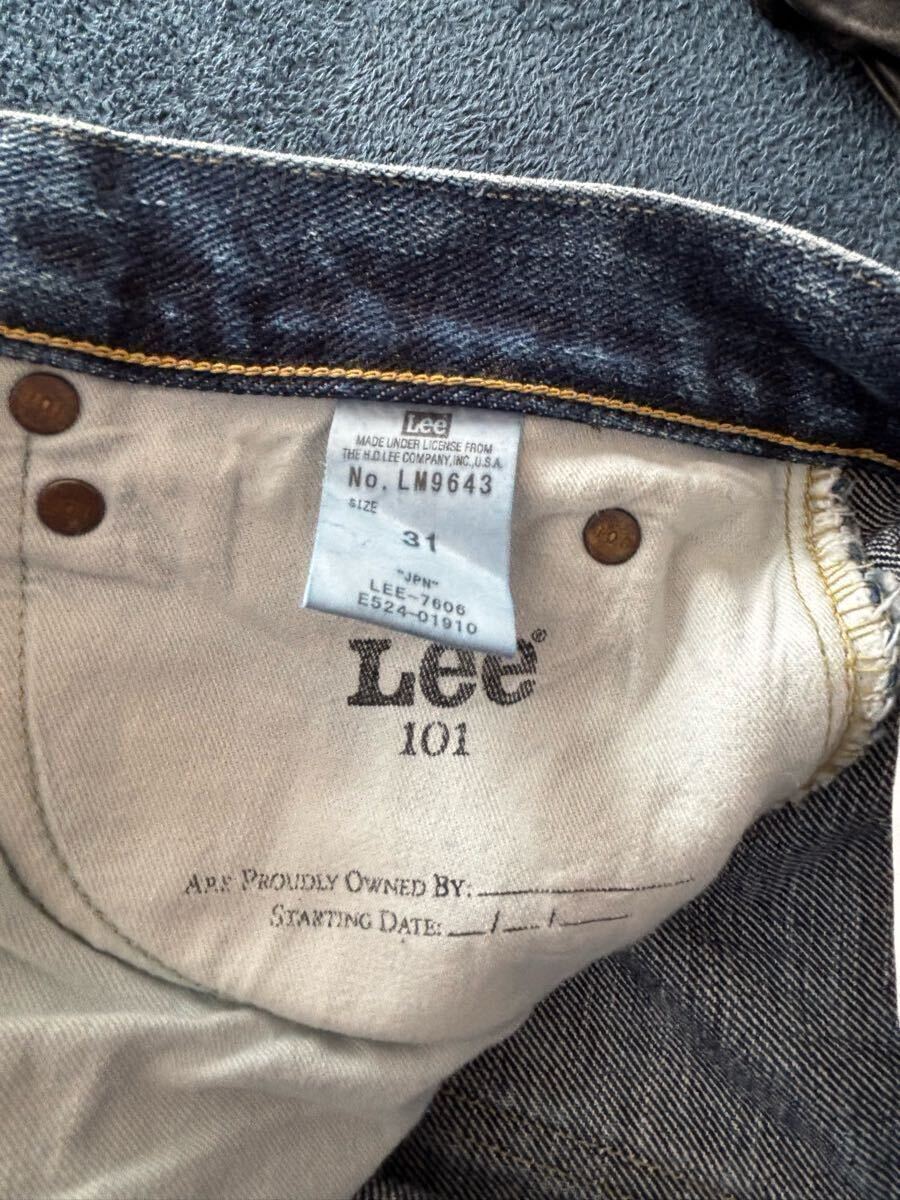 Lee
MADE UNDER LICENSE FROM
THE H.D.LEE COMPANY,INC.,U.S.A.
No. LM9643
SIZE
31
"JPN"
LEE-7606
E524-01910
Lee®
101
ARE PROUDLY OWNED BY:
STARTING DATE: / /